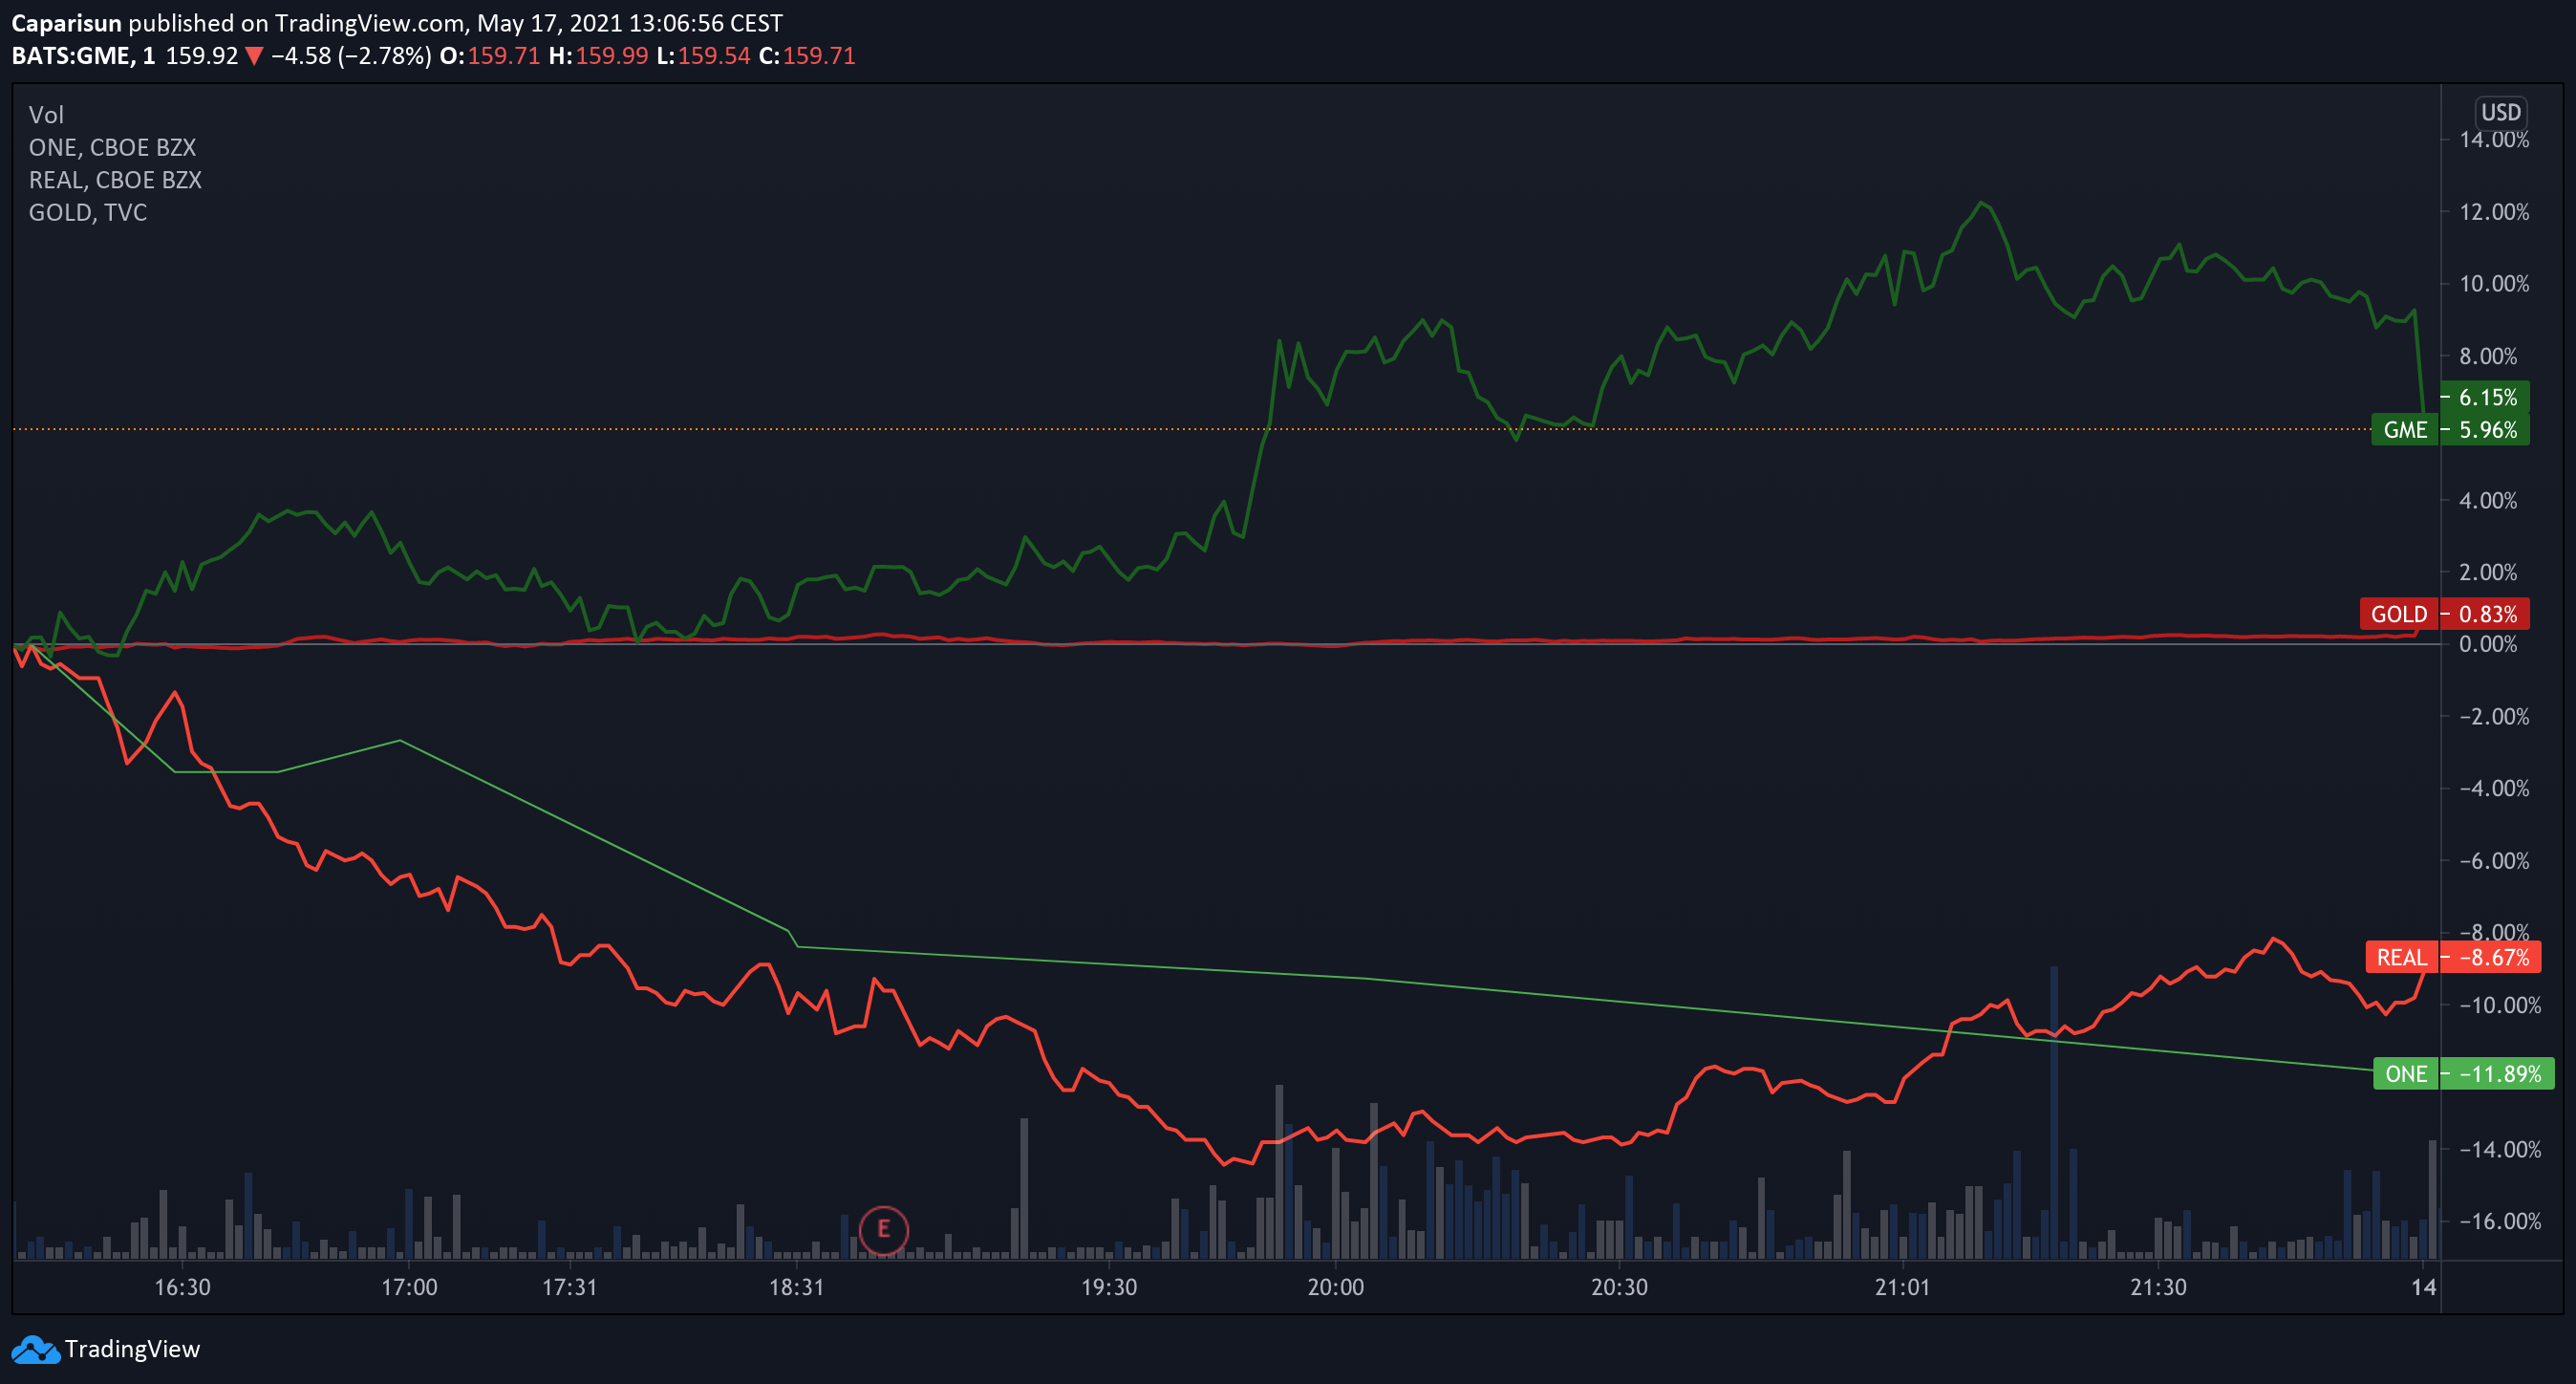 Caparisun published on TradingView.com, May 17, 2021 13:06:56 CEST
BATS:GME, 1 159.92 ▼ −4.58 (−2.78%) O:159.71 H:159.99 L:159.54 C:159.71
Vol
ONE, CBOE BZX
REAL, CBOE BZX
GOLD, TVC
USD
14.00%
12.00%
10.00%
8.00%
6.15%
GME 5.96%
4.00%
2.00%
GOLD 0.83%
0.00%
−2.00%
−4.00%
−6.00%
−8.00%
REAL −8.67%
−10.00%
ONE −11.89%
−14.00%
−16.00%
E
16:30 17:00 17:31 18:31 19:30 20:00 20:30 21:01 21:30 14
TradingView